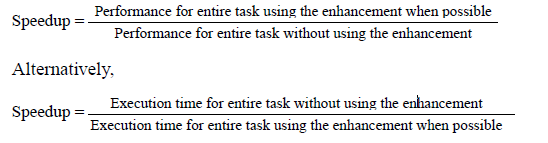 Speedup = Performance for entire task using the enhancement when possible
Performance for entire task without using the enhancement
Alternatively,
Speedup = Execution time for entire task without using the enhancement
Execution time for entire task using the enhancement when possible